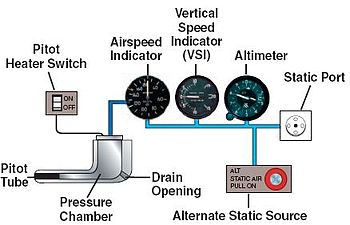 Vertical
Speed
Indicator
(VSI)
Pitot
Heater Switch
Airspeed
Indicator
Altimeter
Static Port
ON
OFF
Pitot
Tube
Pressure
Chamber
Drain
Opening
ALT
STATIC AIR
PULL ON
Alternate Static Source